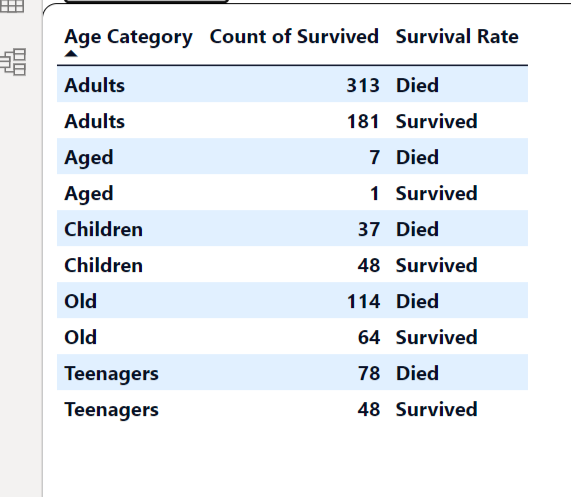 Age Category Count of Survived Survival Rate
Adults 313 Died
Adults 181 Survived
Aged 7 Died
Aged 1 Survived
Children 37 Died
Children 48 Survived
Old 114 Died
Old 64 Survived
Teenagers 78 Died
Teenagers 48 Survived